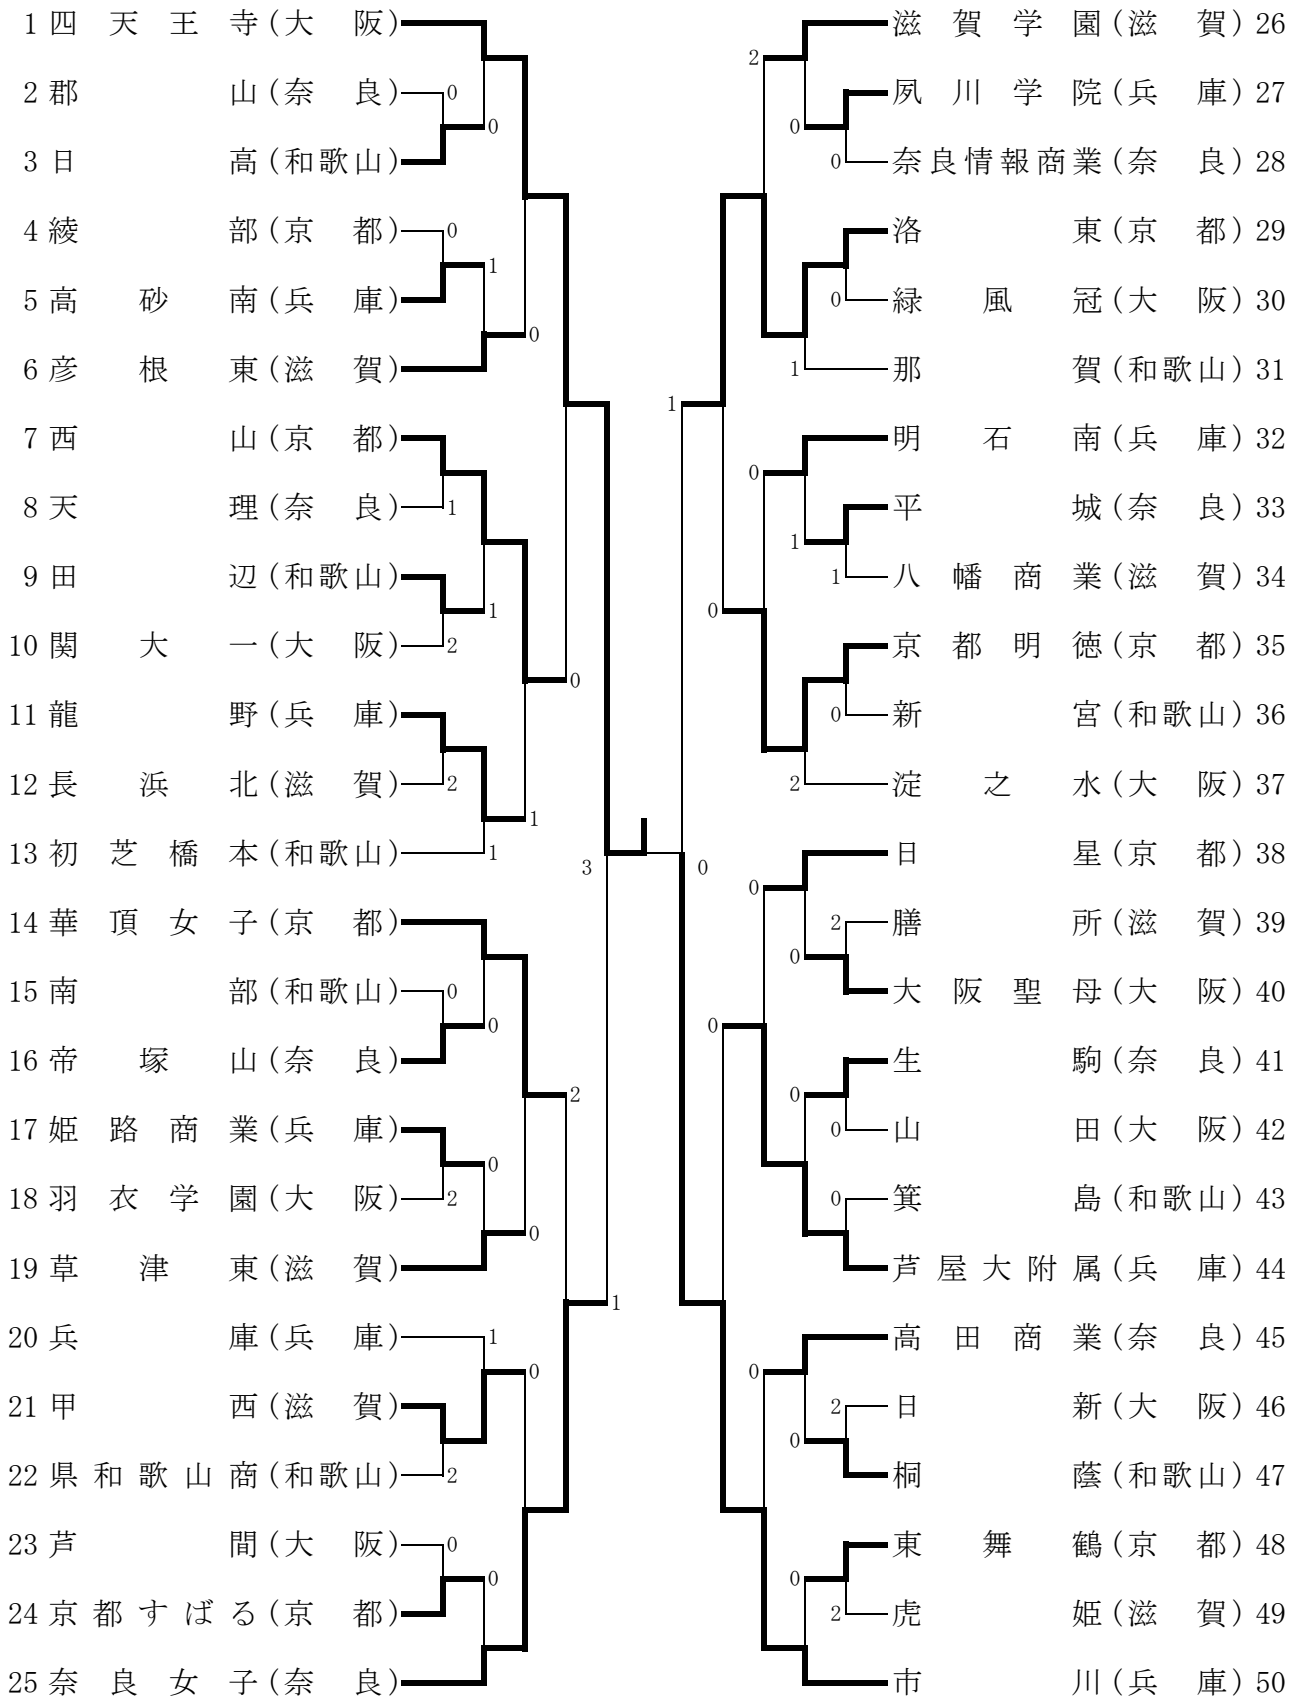 1 四天王寺(大阪)
2 郡山(奈良) 0
0
3 日高(和歌山)
4 綾部(京都) 0
1
5 高砂南(兵庫)
0
6 彦根東(滋賀)
7 西山(京都)
8 天理(奈良) 1
9 田辺(和歌山)
1
10 関大一(大阪) 2
0
11 龍野(兵庫)
12 長浜北(滋賀) 2
1
13 初芝橋本(和歌山) 1
3
14 華頂女子(京都)
15 南部(和歌山) 0
0
16 帝塚山(奈良)
2
17 姫路商業(兵庫)
0
18 羽衣学園(大阪) 2
0
19 草津東(滋賀)
1
20 兵庫(兵庫) 1
0
21 甲西(滋賀)
22 県和歌山商(和歌山) 2
23 芦間(大阪) 0
0
24 京都すばる(京都)
25 奈良女子(奈良)
滋賀学園(滋賀) 26
2
夙川学院(兵庫) 27
0
0 奈良情報商業(奈良) 28
洛東(京都) 29
0 緑風冠(大阪) 30
1 那賀(和歌山) 31
1
明石南(兵庫) 32
0
平城(奈良) 33
1
1 八幡商業(滋賀) 34
0
京都明徳(京都) 35
0 新宮(和歌山) 36
2 淀之水(大阪) 37
日星(京都) 38
0
0
2 膳所(滋賀) 39
0
大阪聖母(大阪) 40
0
生駒(奈良) 41
0
0 山田(大阪) 42
0 箕島(和歌山) 43
芦屋大附属(兵庫) 44
高田商業(奈良) 45
0
2 日新(大阪) 46
0
桐蔭(和歌山) 47
東舞鶴(京都) 48
0
2 虎姫(滋賀) 49
市川(兵庫) 50